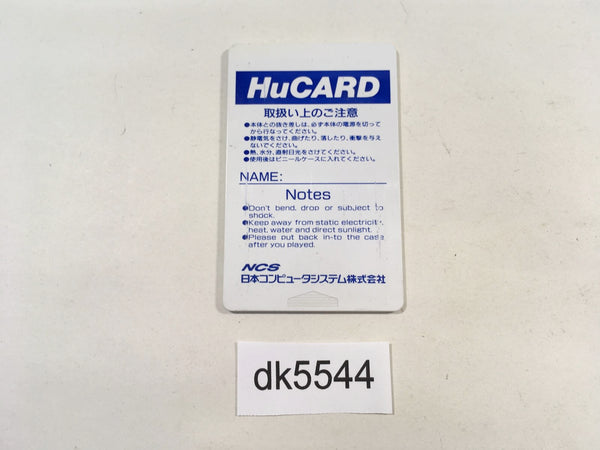 HuCARD
取扱い上のご注意
●本体との抜き差しは、必ず本体の電源を切って
から行なってください。
●静電気をさけ、曲げたり、落したり、衝撃を与え
ないでください。
●熱、水分、直射日光をさけてください。
●使用後はビニールケースに入れてください。
NAME:
Notes
●Don't bend, drop or subject to
shock.
●Keep away from static electricity,
heat, water and direct sunlight.
●Please put back in-to the case
after you played.
NCS
日本コンピュータシステム株式会社
dk5544